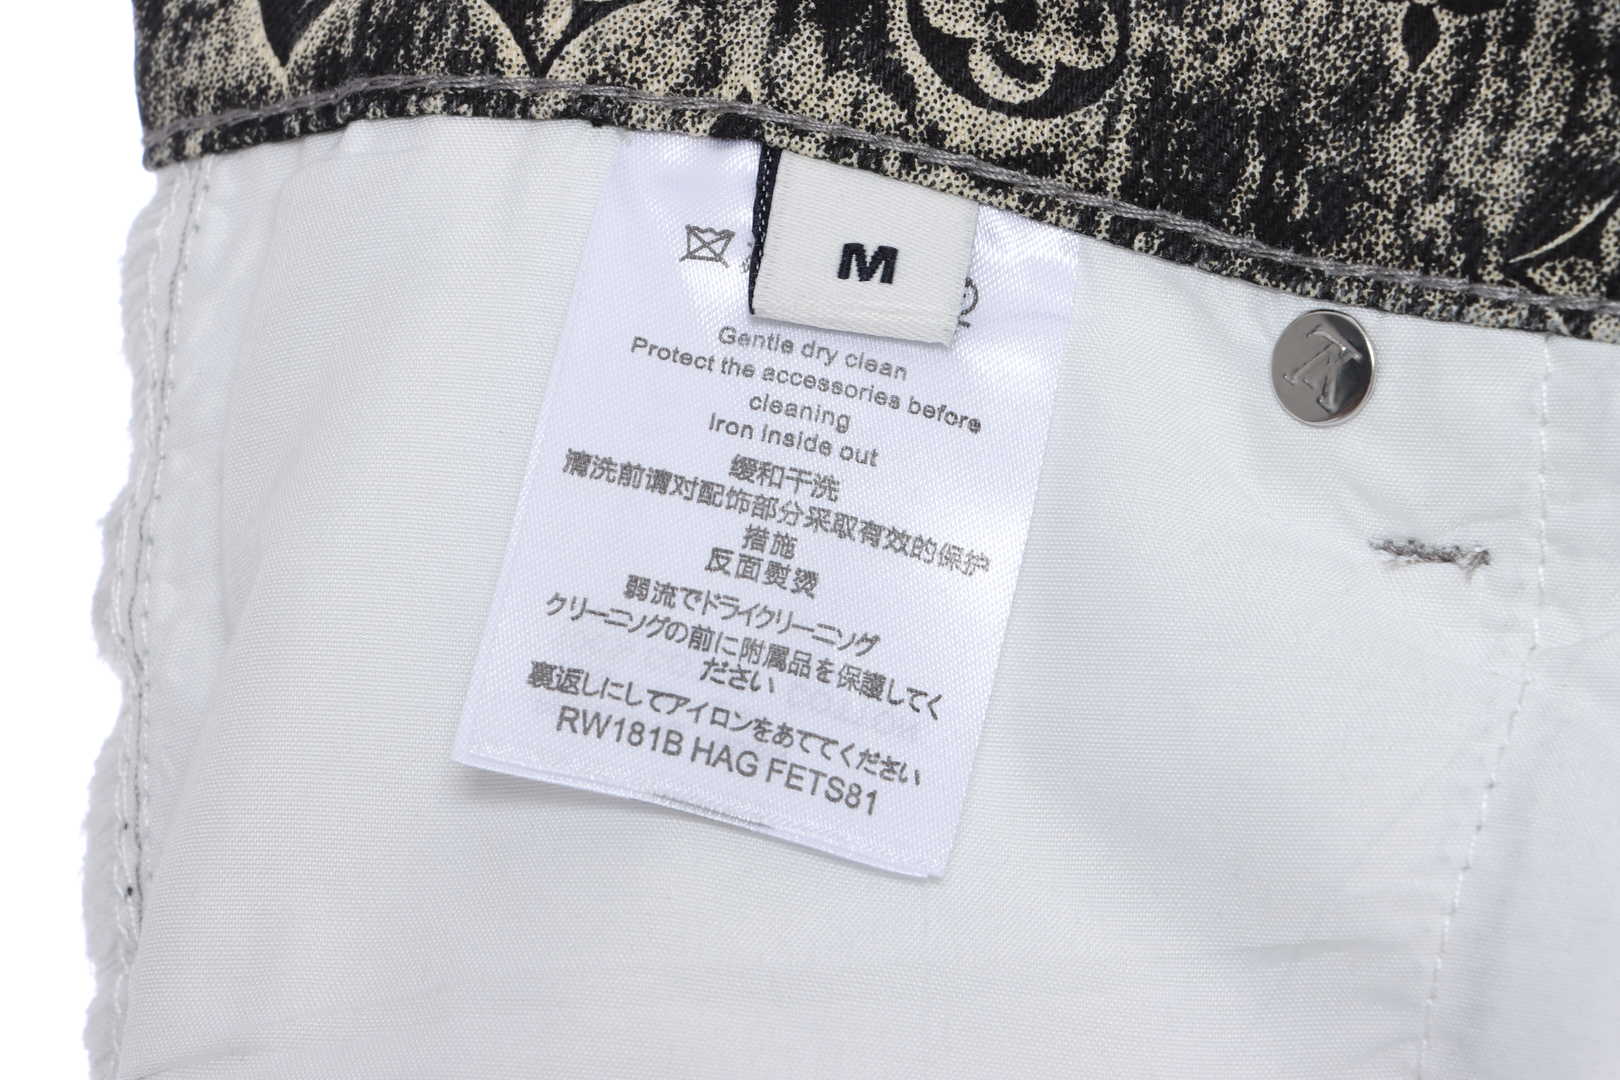 M
Gentle dry clean
Protect the accessories before
cleaning
Iron inside out
缓和干洗
清洗前请对配饰部分采取有效的保护
措施
反面熨烫
弱流でドライクリーニング
クリーニングの前に附属品を保護してく
ださい
裏返しにしてアイロンをあててください
RW181B HAG FETS81
LV